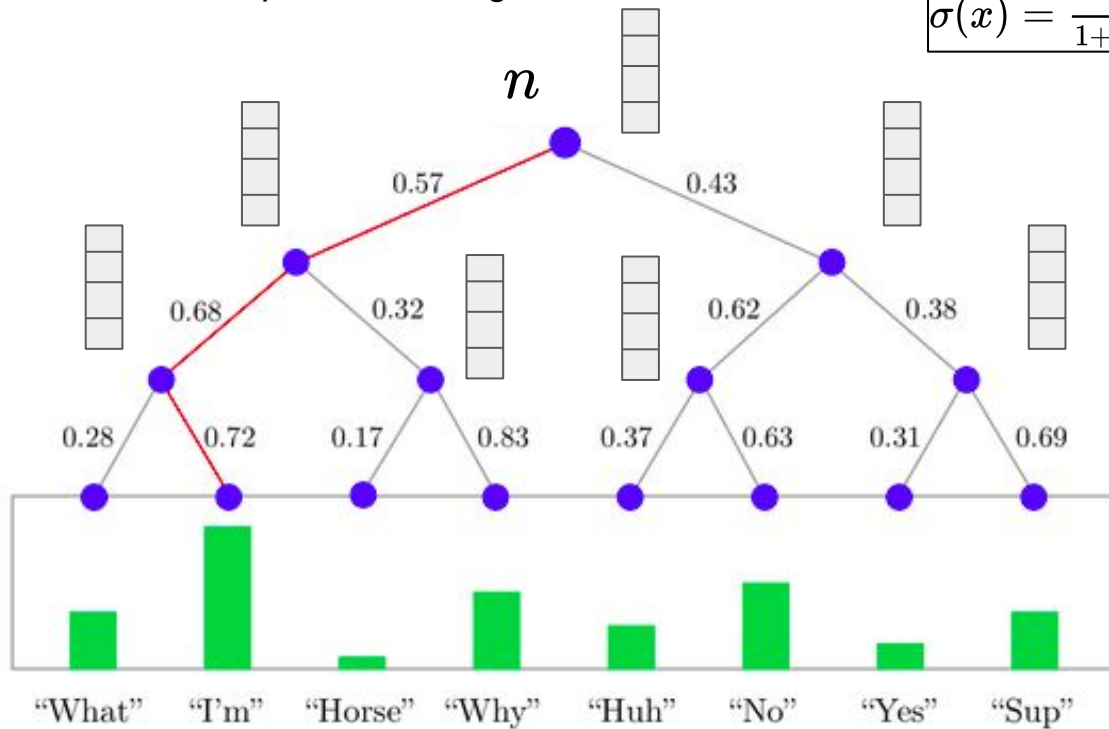 σ(x) = 1+
n
0.57 0.43
0.68 0.32 0.62 0.38
0.28 0.72 0.17 0.83 0.37 0.63 0.31 0.69
“What” “I'm” “Horse” “Why” “Huh” “No” “Yes” “Sup”